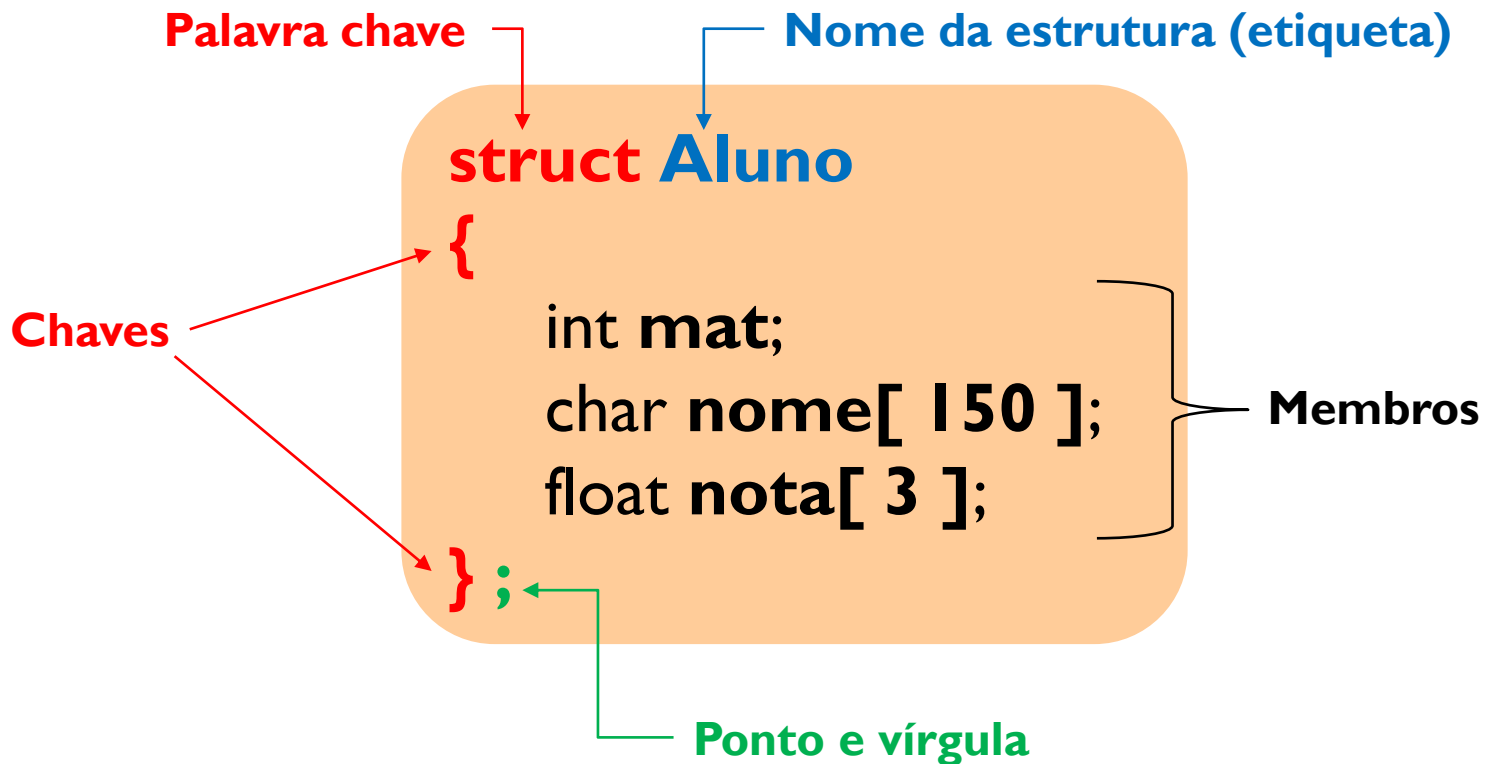 Palavra chave
Nome da estrutura (etiqueta)
struct Aluno
{
Chaves
int mat;
char nome[ 150 ];
Membros
float nota[ 3 ];
} ;
Ponto e vírgula